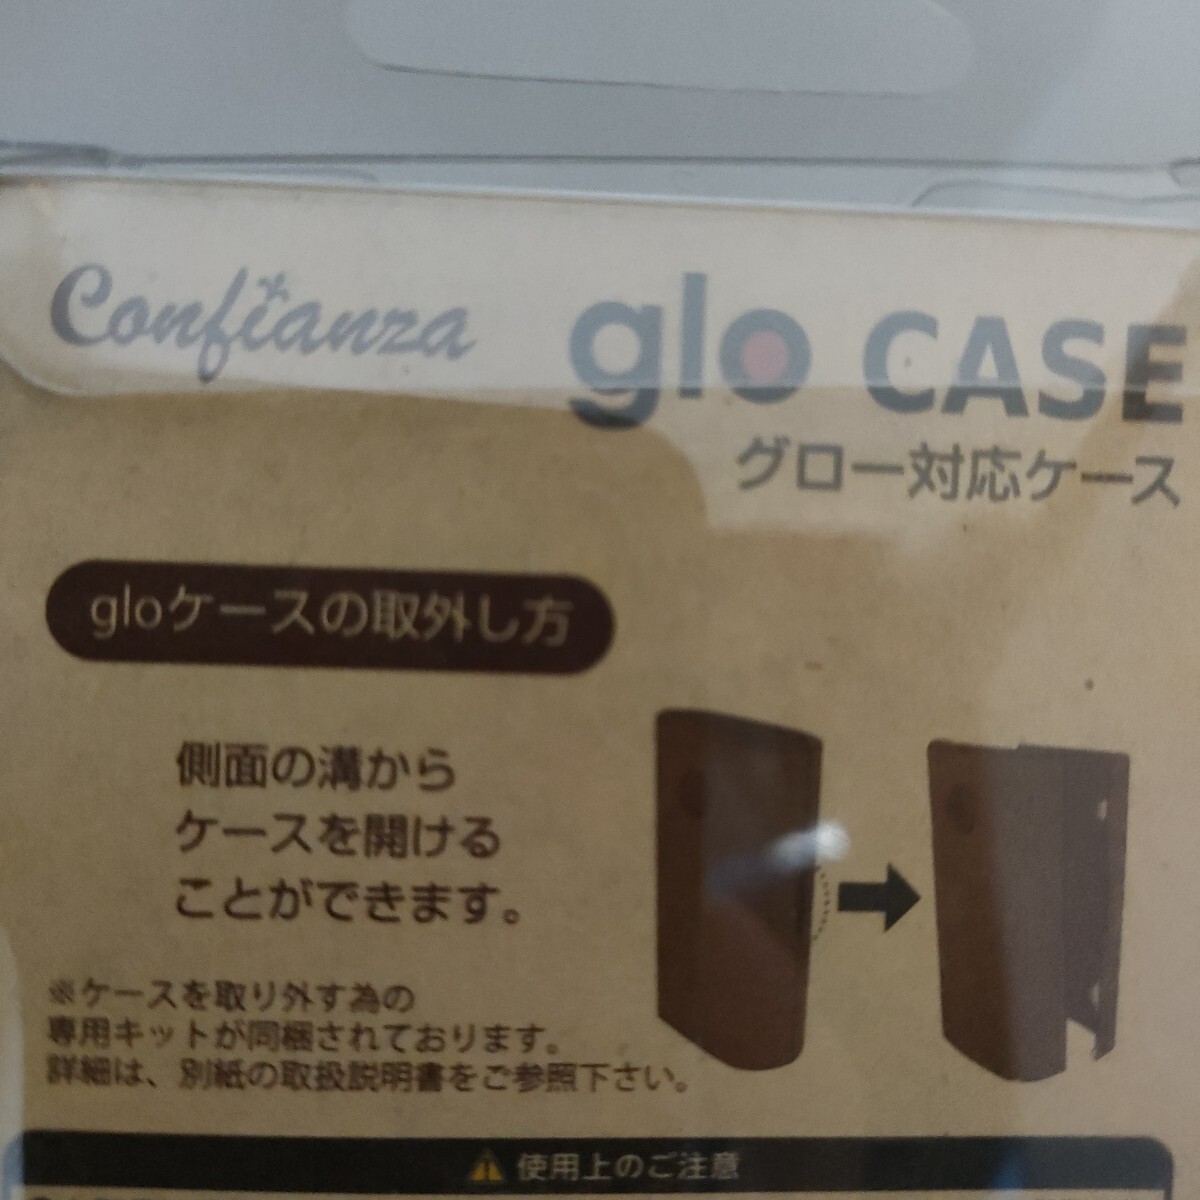 Confianza
glo CASE
グロー対応ケース
gloケースの取外し方
側面の溝から
ケースを開ける
ことができます。
※ケースを取り外す為の
専用キットが同梱されております。
詳細は、別紙の取扱説明書をご参照下さい。
使用上のご注意